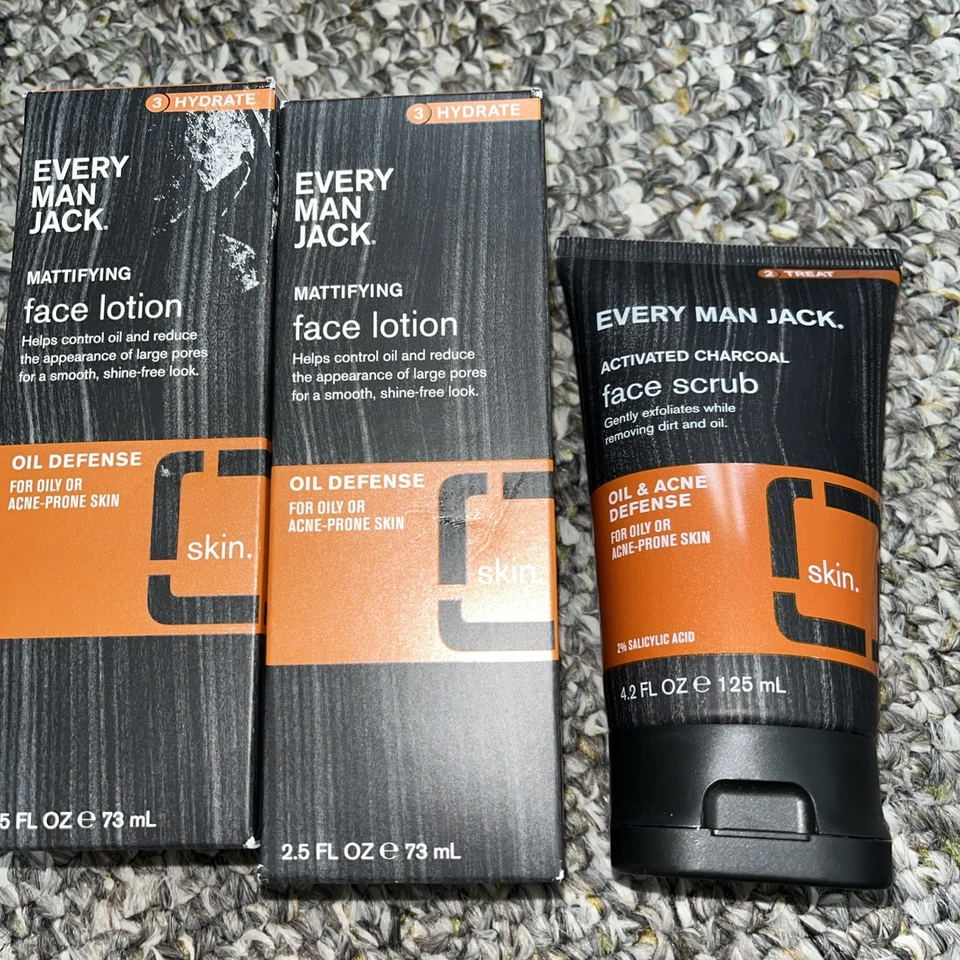 3 HYDRATE
EVERY
MAN
JACK.
MATTIFYING
face lotion
Helps control oil and reduce
the appearance of large pores
for a smooth, shine-free look.
OIL DEFENSE
FOR OILY OR
ACNE-PRONE SKIN
skin.
5 FL OZ e 73 mL
3 HYDRATE
EVERY
MAN
JACK.
MATTIFYING
face lotion
Helps control oil and reduce
the appearance of large pores
for a smooth, shine-free look.
OIL DEFENSE
FOR OILY OR
ACNE-PRONE SKIN
skin.
2.5 FL OZ e 73 mL
2 TREAT
EVERY MAN JACK.
ACTIVATED CHARCOAL
face scrub
Gently exfoliates while
removing dirt and oil.
OIL & ACNE
DEFENSE
FOR OILY OR
ACNE-PRONE SKIN
skin.
2% SALICYLIC ACID
4.2 FL OZ e 125 mL